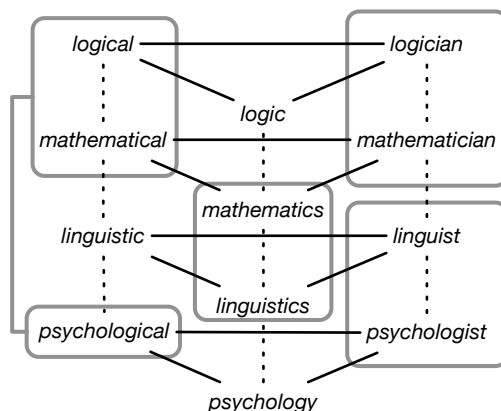 logical logician
logic
mathematical mathematician
mathematics
linguistic linguist
linguistics
psychological psychologist
psychology